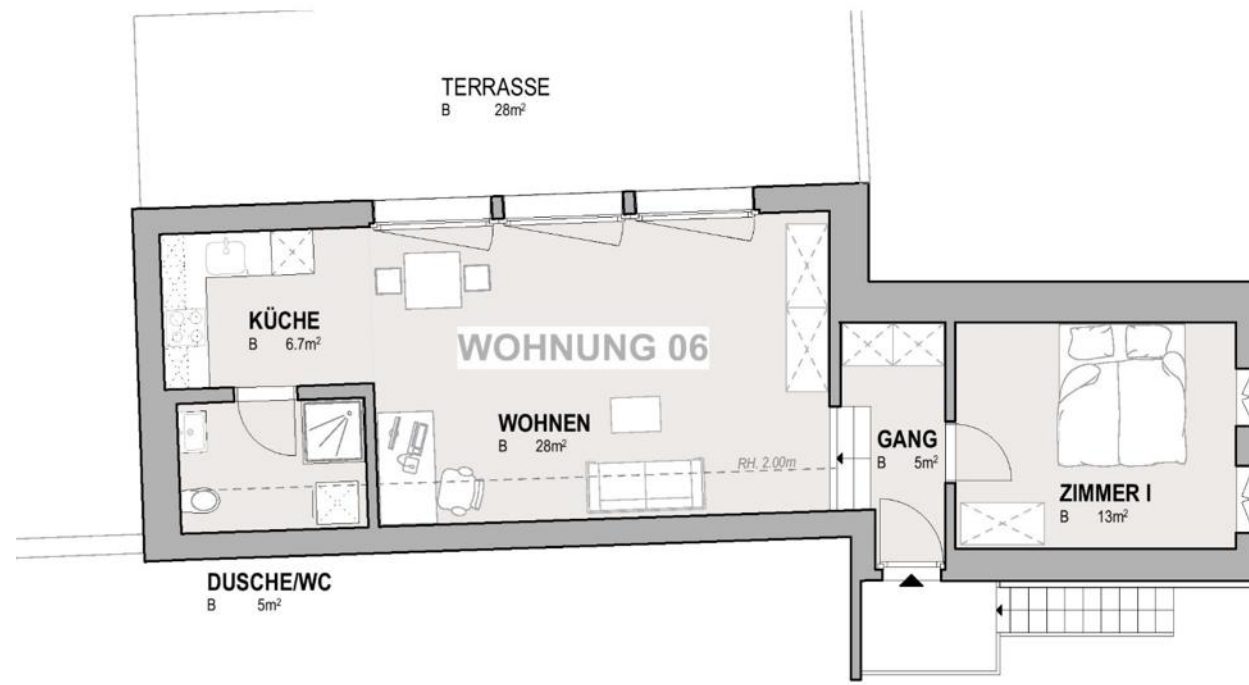 TERRASSE
B 28m²
KÜCHE
B 6.7m²
WOHNUNG 06
WOHNEN
B 28m²
RH. 2.00m
GANG
B 5m²
ZIMMER I
B 13m²
DUSCHE/WC
B 5m²